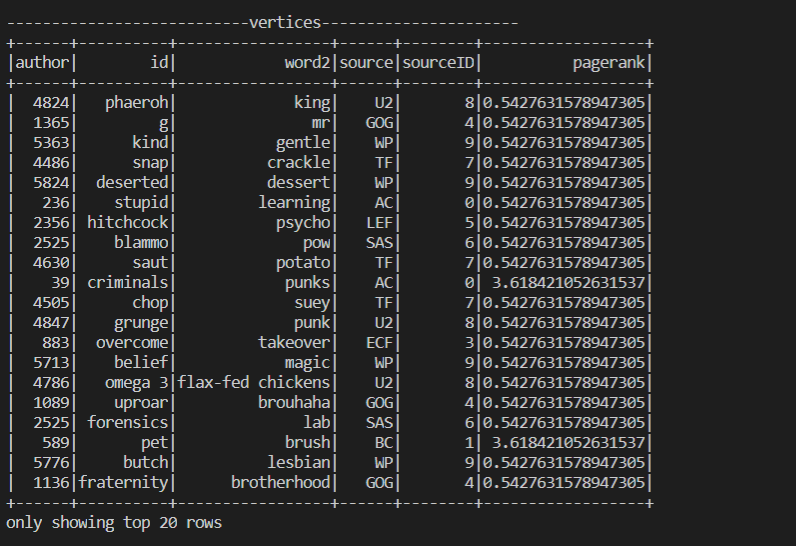 ---------------------------vertices----------------------
+------+----------+-----------------+------+--------+------------------+
|author|        id|            word2|source|sourceID|          pagerank|
+------+----------+-----------------+------+--------+------------------+
|  4824|   phaeroh|             king|    U2|       8|0.5427631578947305|
|  1365|         g|               mr|   GOG|       4|0.5427631578947305|
|  5363|      kind|           gentle|    WP|       9|0.5427631578947305|
|  4486|      snap|          crackle|    TF|       7|0.5427631578947305|
|  5824|  deserted|          dessert|    WP|       9|0.5427631578947305|
|   236|    stupid|         learning|    AC|       0|0.5427631578947305|
|  2356| hitchcock|           psycho|   LEF|       5|0.5427631578947305|
|  2525|    blammo|              pow|   SAS|       6|0.5427631578947305|
|  4630|      saut|           potato|    TF|       7|0.5427631578947305|
|    39| criminals|            punks|    AC|       0| 3.618421052631537|
|  4505|      chop|             suey|    TF|       7|0.5427631578947305|
|  4847|    grunge|             punk|    U2|       8|0.5427631578947305|
|   883|  overcome|         takeover|   ECF|       3|0.5427631578947305|
|  5713|    belief|            magic|    WP|       9|0.5427631578947305|
|  4786|   omega 3|flax-fed chickens|    U2|       8|0.5427631578947305|
|  1089|    uproar|         brouhaha|   GOG|       4|0.5427631578947305|
|  2525| forensics|              lab|   SAS|       6|0.5427631578947305|
|   589|       pet|            brush|    BC|       1| 3.618421052631537|
|  5776|     butch|          lesbian|    WP|       9|0.5427631578947305|
|  1136|fraternity|      brotherhood|   GOG|       4|0.5427631578947305|
+------+----------+-----------------+------+--------+------------------+
only showing top 20 rows